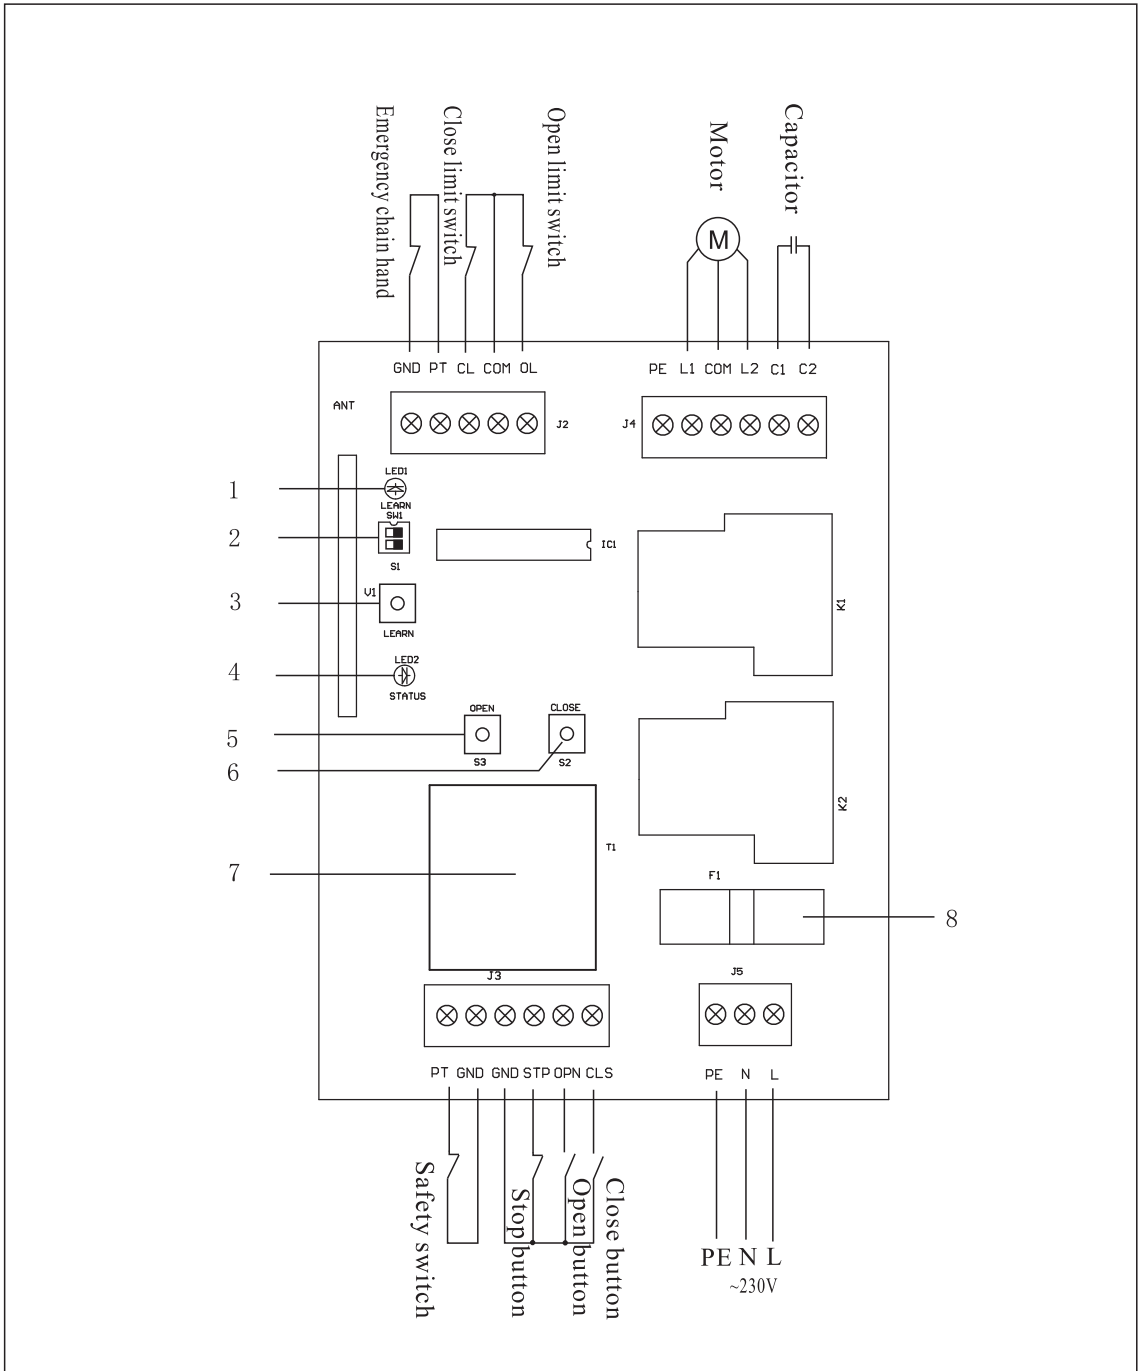 Emergency chain hand
Close limit switch
Open limit switch
Motor
Capacitor
M
GND PT CL COM OL
PE L1 COM L2 C1 C2
ANT
J2
J4
LED1
1
LEARN
SW1
2
IC1
S1
V1
3
K1
LEARN
LED2
4
STATUS
OPEN
CLOSE
5
S3
S2
6
K2
T1
7
F1
8
J3
J5
PT GND GND STP OPN CLS
PE N L
Safety switch
Stop button
Open button
Close button
PE N L
~230V